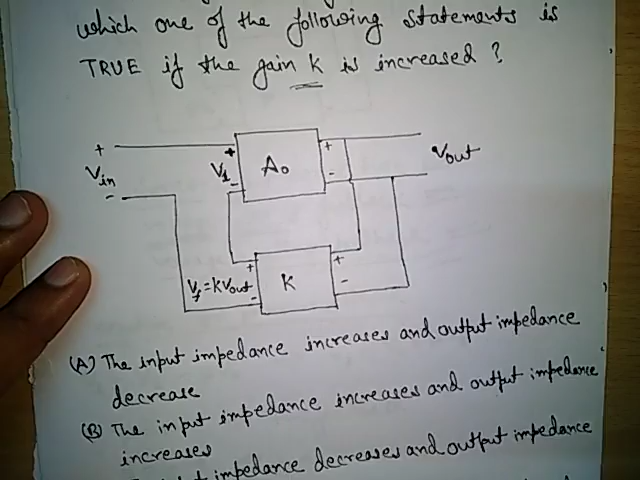 which one of the following statements is
TRUE if the gain k is increased ?
+ + +
Vin V1 A0 Vout
- - -
+ +
Vf = kVout K
- -
(A) The input impedance increases and output impedance
decrease
(B) The input impedance increases and output impedance
increases
impedance decreases and output impedance